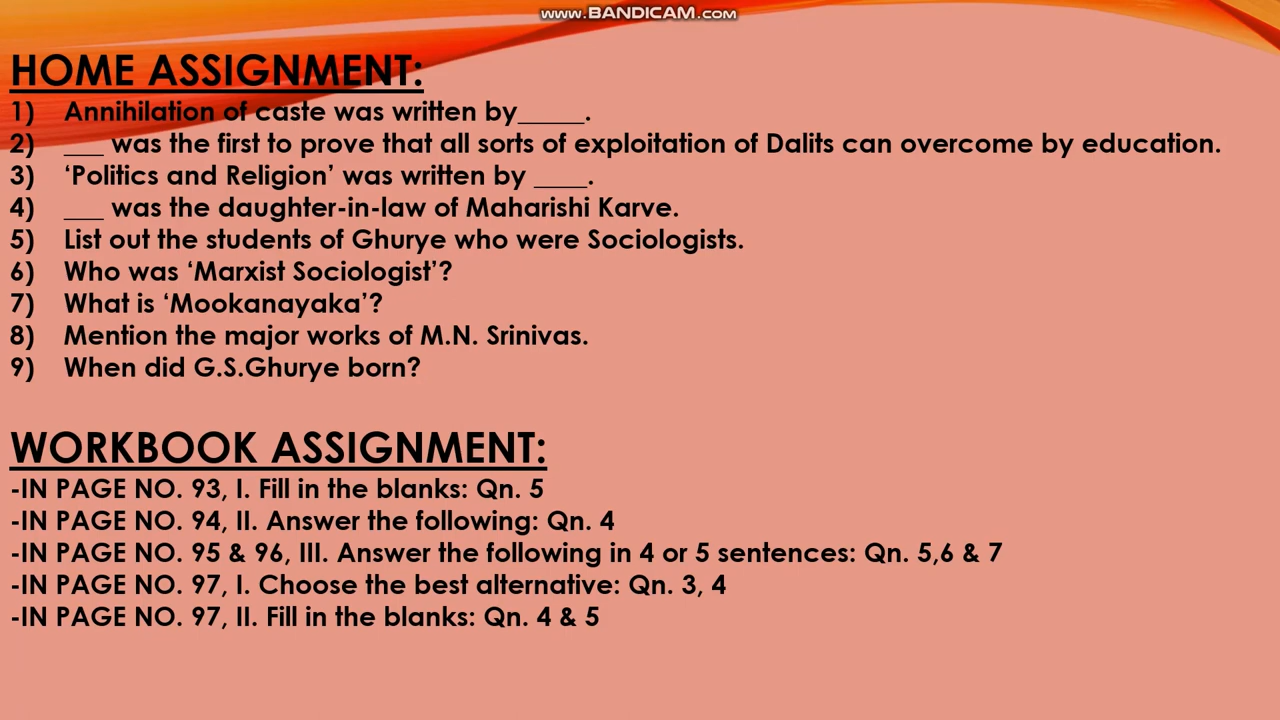 www.BANDICAM.com
HOME ASSIGNMENT:
1) Annihilation of caste was written by_____.
2) ___ was the first to prove that all sorts of exploitation of Dalits can overcome by education.
3) ‘Politics and Religion’ was written by ____.
4) ___ was the daughter-in-law of Maharishi Karve.
5) List out the students of Ghurye who were Sociologists.
6) Who was ‘Marxist Sociologist’?
7) What is ‘Mookanayaka’?
8) Mention the major works of M.N. Srinivas.
9) When did G.S.Ghurye born?
WORKBOOK ASSIGNMENT:
-IN PAGE NO. 93, I. Fill in the blanks: Qn. 5
-IN PAGE NO. 94, II. Answer the following: Qn. 4
-IN PAGE NO. 95 & 96, III. Answer the following in 4 or 5 sentences: Qn. 5,6 & 7
-IN PAGE NO. 97, I. Choose the best alternative: Qn. 3, 4
-IN PAGE NO. 97, II. Fill in the blanks: Qn. 4 & 5